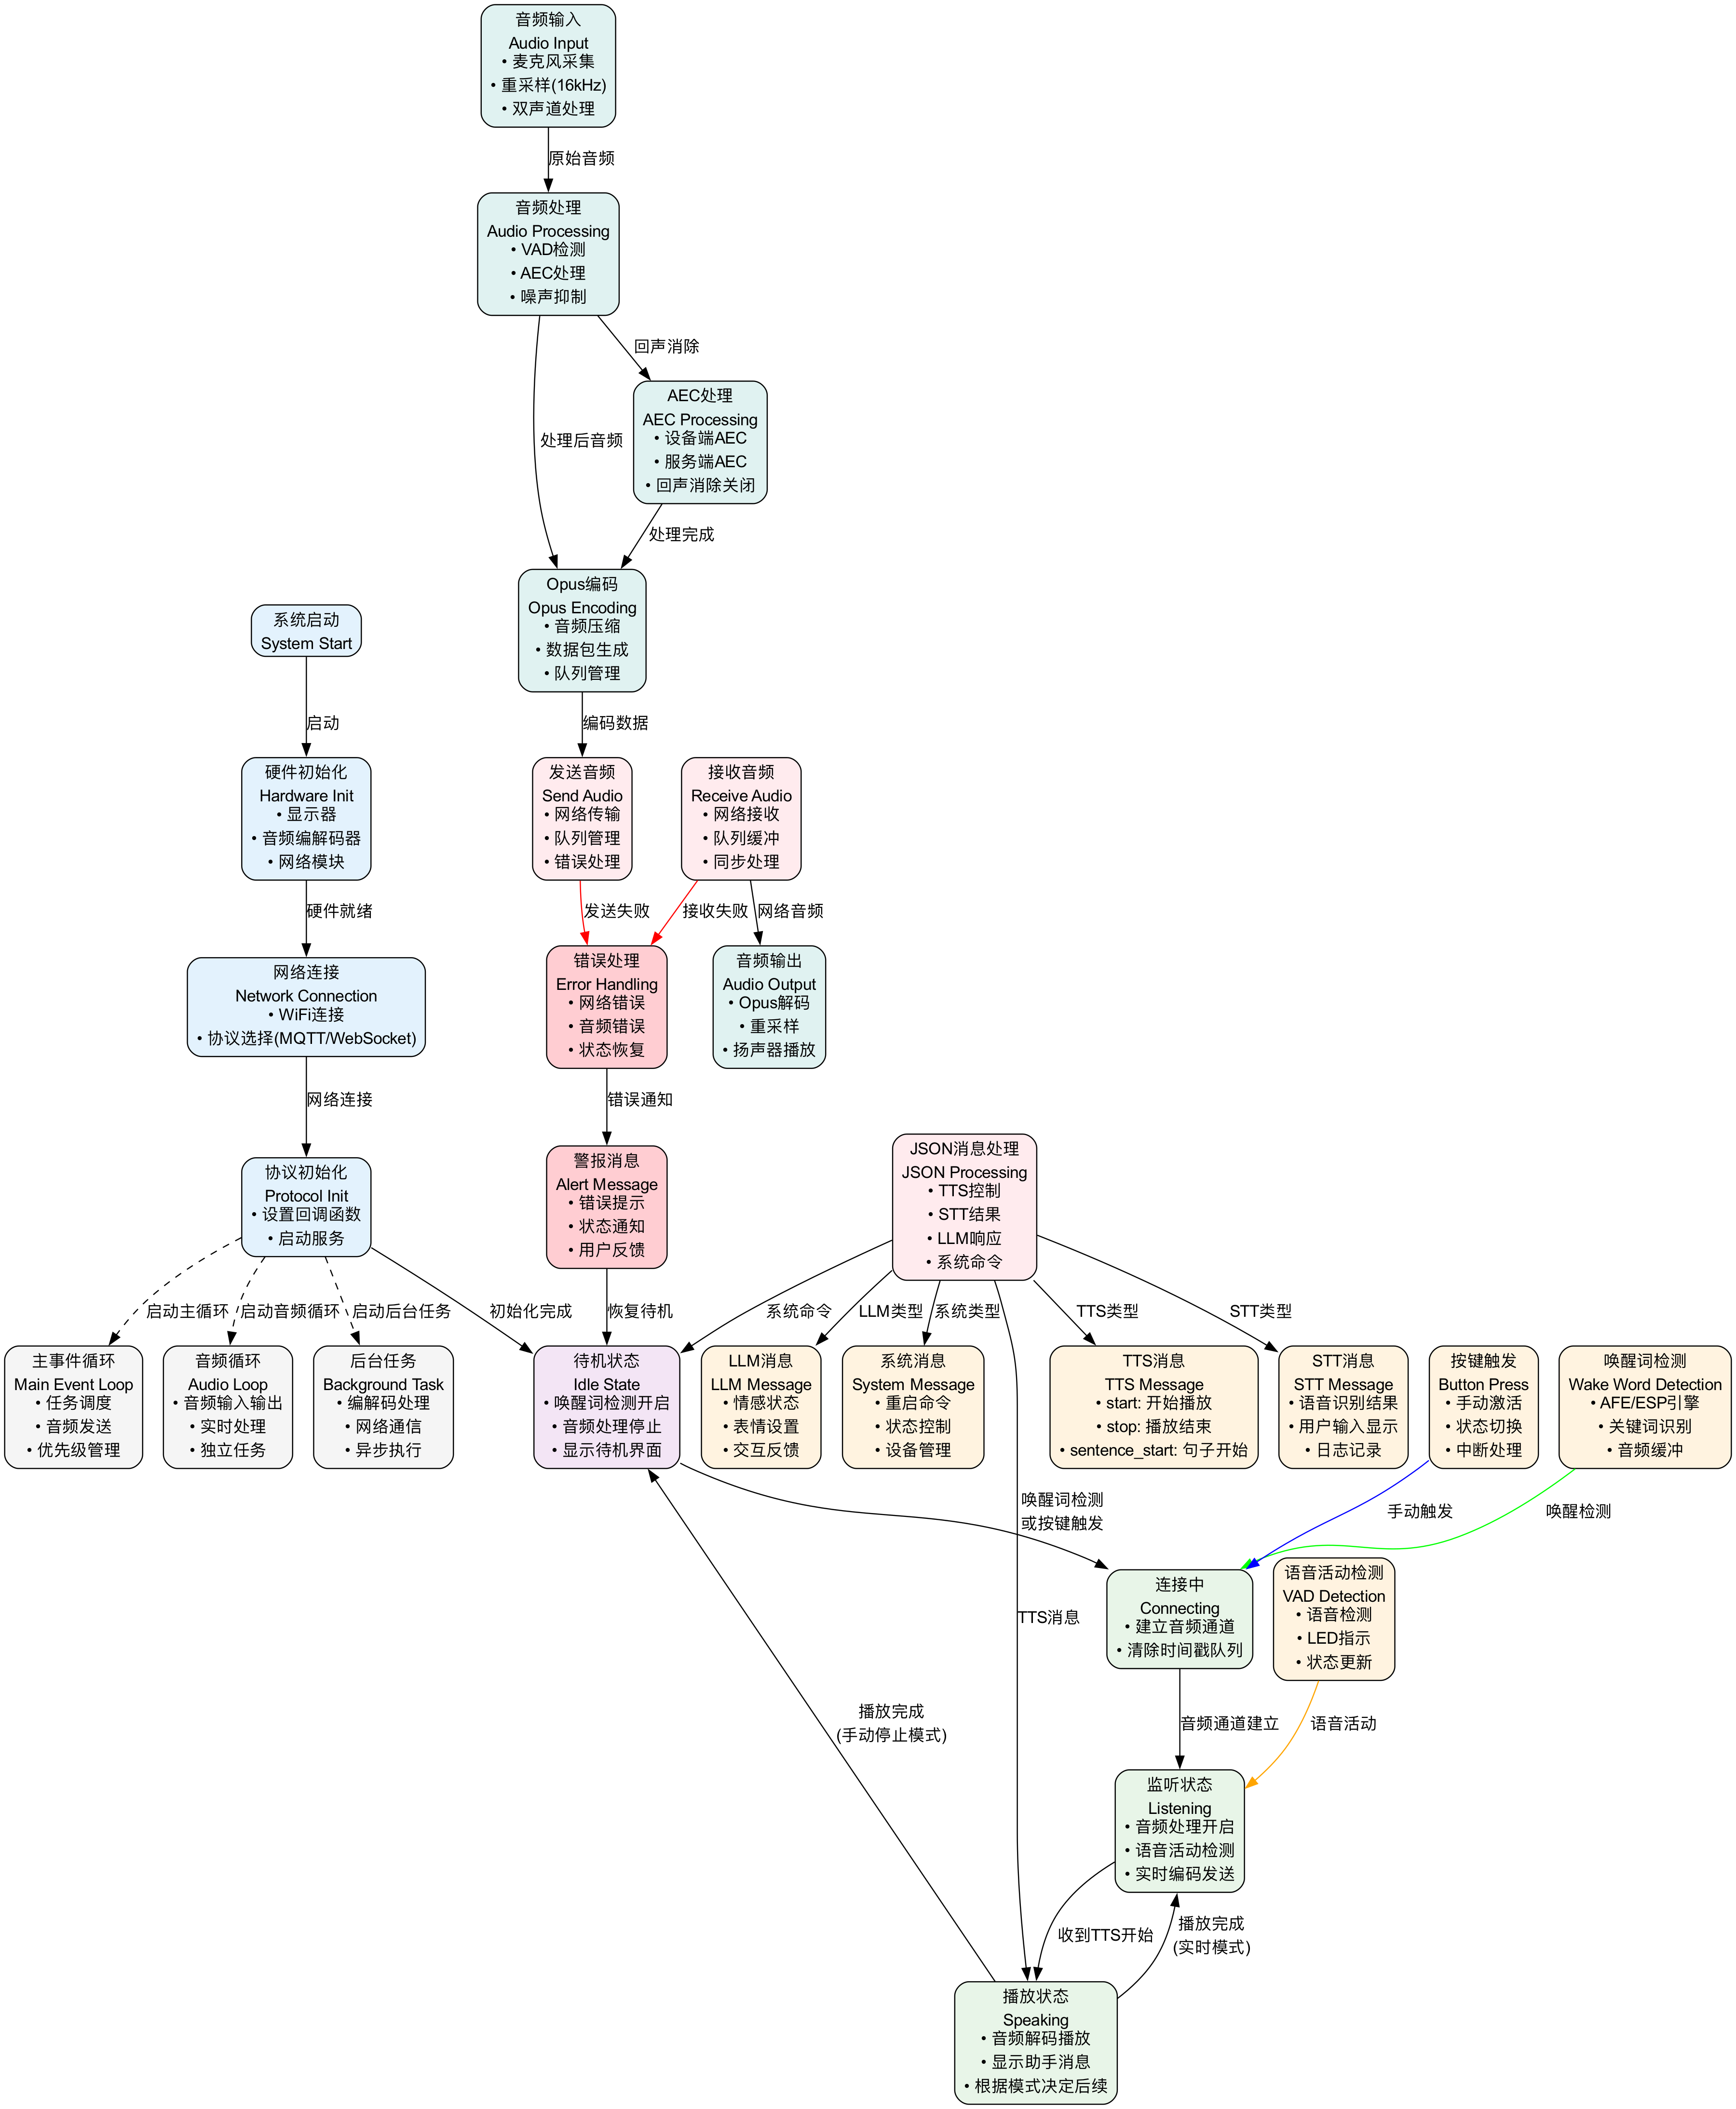 音频输入
Audio Input
• 麦克风采集
• 重采样(16kHz)
• 双声道处理
原始音频
音频处理
Audio Processing
• VAD检测
• AEC处理
• 噪声抑制
回声消除
处理后音频
AEC处理
AEC Processing
• 设备端AEC
• 服务端AEC
• 回声消除关闭
处理完成
Opus编码
Opus Encoding
• 音频压缩
• 数据包生成
• 队列管理
系统启动
System Start
启动
编码数据
硬件初始化
Hardware Init
• 显示器
• 音频编解码器
• 网络模块
发送音频
Send Audio
• 网络传输
• 队列管理
• 错误处理
接收音频
Receive Audio
• 网络接收
• 队列缓冲
• 同步处理
硬件就绪
发送失败
接收失败
网络音频
网络连接
Network Connection
• WiFi连接
• 协议选择(MQTT/WebSocket)
错误处理
Error Handling
• 网络错误
• 音频错误
• 状态恢复
音频输出
Audio Output
• Opus解码
• 重采样
• 扬声器播放
网络连接
错误通知
协议初始化
Protocol Init
• 设置回调函数
• 启动服务
警报消息
Alert Message
• 错误提示
• 状态通知
• 用户反馈
JSON消息处理
JSON Processing
• TTS控制
• STT结果
• LLM响应
• 系统命令
启动主循环
启动音频循环
启动后台任务
初始化完成
恢复待机
系统命令
LLM类型
系统类型
TTS类型
STT类型
主事件循环
Main Event Loop
• 任务调度
• 音频发送
• 优先级管理
音频循环
Audio Loop
• 音频输入输出
• 实时处理
• 独立任务
后台任务
Background Task
• 编解码处理
• 网络通信
• 异步执行
待机状态
Idle State
• 唤醒词检测开启
• 音频处理停止
• 显示待机界面
LLM消息
LLM Message
• 情感状态
• 表情设置
• 交互反馈
系统消息
System Message
• 重启命令
• 状态控制
• 设备管理
TTS消息
TTS Message
• start: 开始播放
• stop: 播放结束
• sentence_start: 句子开始
STT消息
STT Message
• 语音识别结果
• 用户输入显示
• 日志记录
按键触发
Button Press
• 手动激活
• 状态切换
• 中断处理
唤醒词检测
Wake Word Detection
• AFE/ESP引擎
• 关键词识别
• 音频缓冲
唤醒词检测
或按键触发
手动触发
唤醒检测
TTS消息
连接中
Connecting
• 建立音频通道
• 清除时间戳队列
语音活动检测
VAD Detection
• 语音检测
• LED指示
• 状态更新
播放完成
(手动停止模式)
音频通道建立
语音活动
监听状态
Listening
• 音频处理开启
• 语音活动检测
• 实时编码发送
收到TTS开始
播放完成
(实时模式)
播放状态
Speaking
• 音频解码播放
• 显示助手消息
• 根据模式决定后续